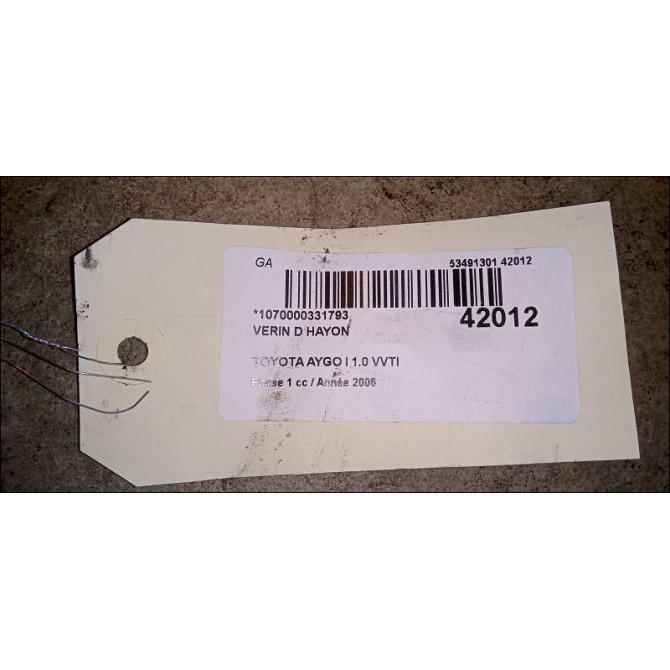 GA 53491301 42012
*1070000331793 42012
VERIN D HAYON
TOYOTA AYGO I 1.0 VVTI
Phase 1 cc / Année 2006